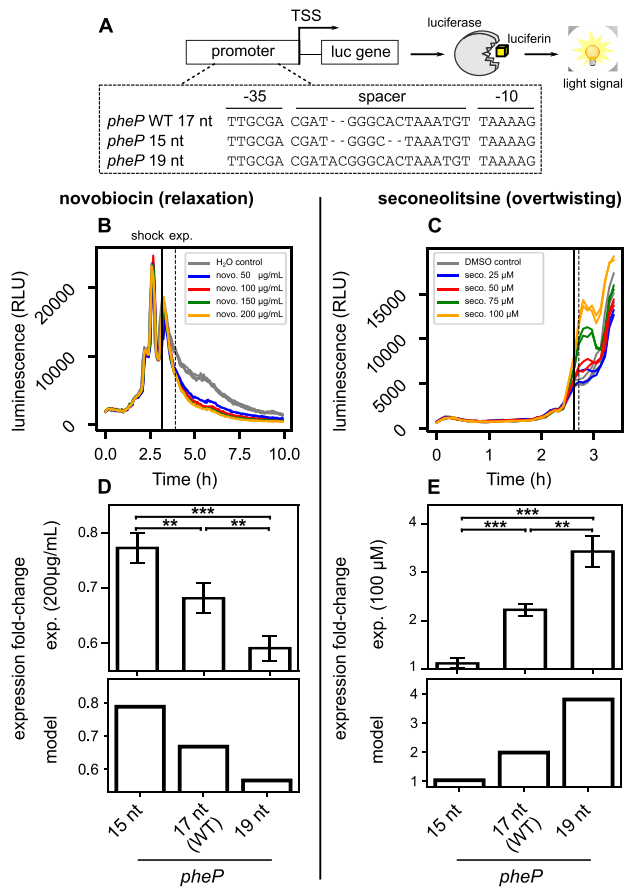 A
TSS
promoter
luc gene
luciferase
luciferin
light signal
-35 spacer -10
pheP WT 17 nt TTGCGA CGAT--GGGCACTAAATGT TAAAAG
pheP 15 nt TTGCGA CGAT--GGGC--TAAATGT TAAAAG
pheP 19 nt TTGCGA CGATACGGGCACTAAATGT TAAAAG
novobiocin (relaxation)
seconeolitsine (overtwisting)
B
shock exp.
luminescence (RLU)
20000
10000
0
H2O control
novo. 50 µg/mL
novo. 100 µg/mL
novo. 150 µg/mL
novo. 200 µg/mL
0.0 2.5 5.0 7.5 10.0
Time (h)
C
luminescence (RLU)
15000
10000
5000
0
DMSO control
seco. 25 µM
seco. 50 µM
seco. 75 µM
seco. 100 µM
0 1 2 3
Time (h)
D
expression fold-change
exp. (200µg/mL)
0.8
0.7
0.6
***
** **
model
0.8
0.7
0.6
15 nt
17 nt
(WT)
19 nt
pheP
E
expression fold-change
exp. (100 µM)
4
3
2
1
***
*** **
model
4
3
2
1
15 nt
17 nt
(WT)
19 nt
pheP